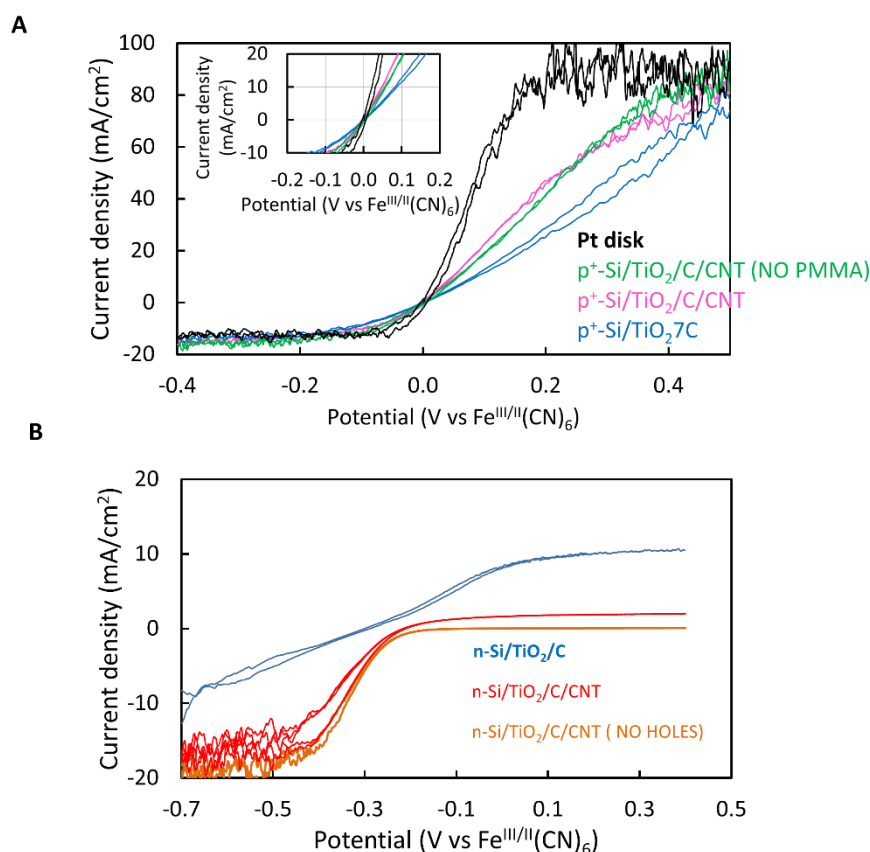 A
100
80
60
40
20
0
-20
Current density (mA/cm²)
20
10
0
-10
Current density
(mA/cm²)
-0.2 -0.1 0.0 0.1 0.2
Potential (V vs Fe^III/II(CN)₆)
Pt disk
p⁺-Si/TiO₂/C/CNT (NO PMMA)
p⁺-Si/TiO₂/C/CNT
p⁺-Si/TiO₂7C
-0.4 -0.2 0.0 0.2 0.4
Potential (V vs Fe^III/II(CN)₆)
B
20
10
0
-10
-20
Current density (mA/cm²)
n-Si/TiO₂/C
n-Si/TiO₂/C/CNT
n-Si/TiO₂/C/CNT ( NO HOLES)
-0.7 -0.5 -0.3 -0.1 0.1 0.3 0.5
Potential (V vs Fe^III/II(CN)₆)